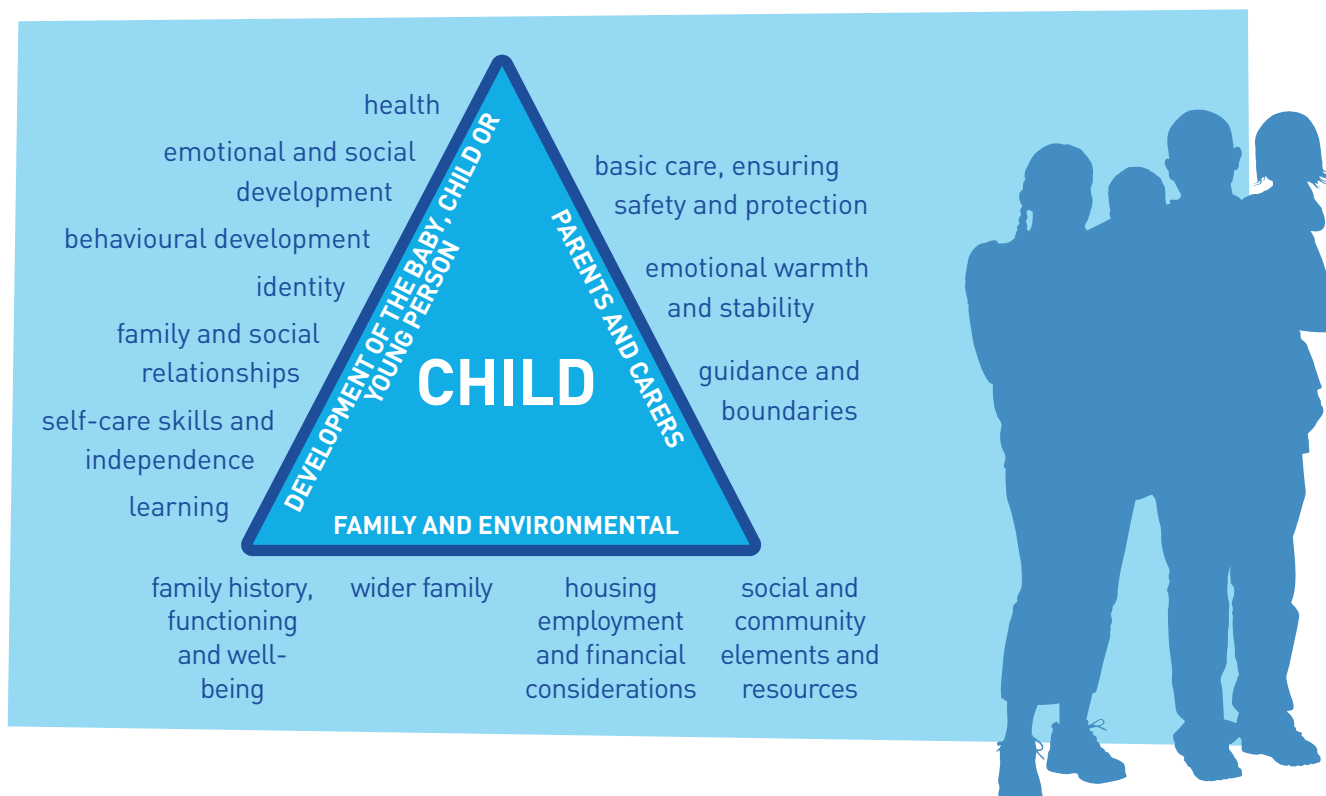 health
emotional and social
development
behavioural development
identity
family and social
relationships
self-care skills and
independence
learning
DEVELOPMENT OF THE BABY, CHILD OR
YOUNG PERSON
CHILD
PARENTS AND CARERS
FAMILY AND ENVIRONMENTAL
basic care, ensuring
safety and protection
emotional warmth
and stability
guidance and
boundaries
family history,
functioning
and well-
being
wider family
housing
employment
and financial
considerations
social and
community
elements and
resources